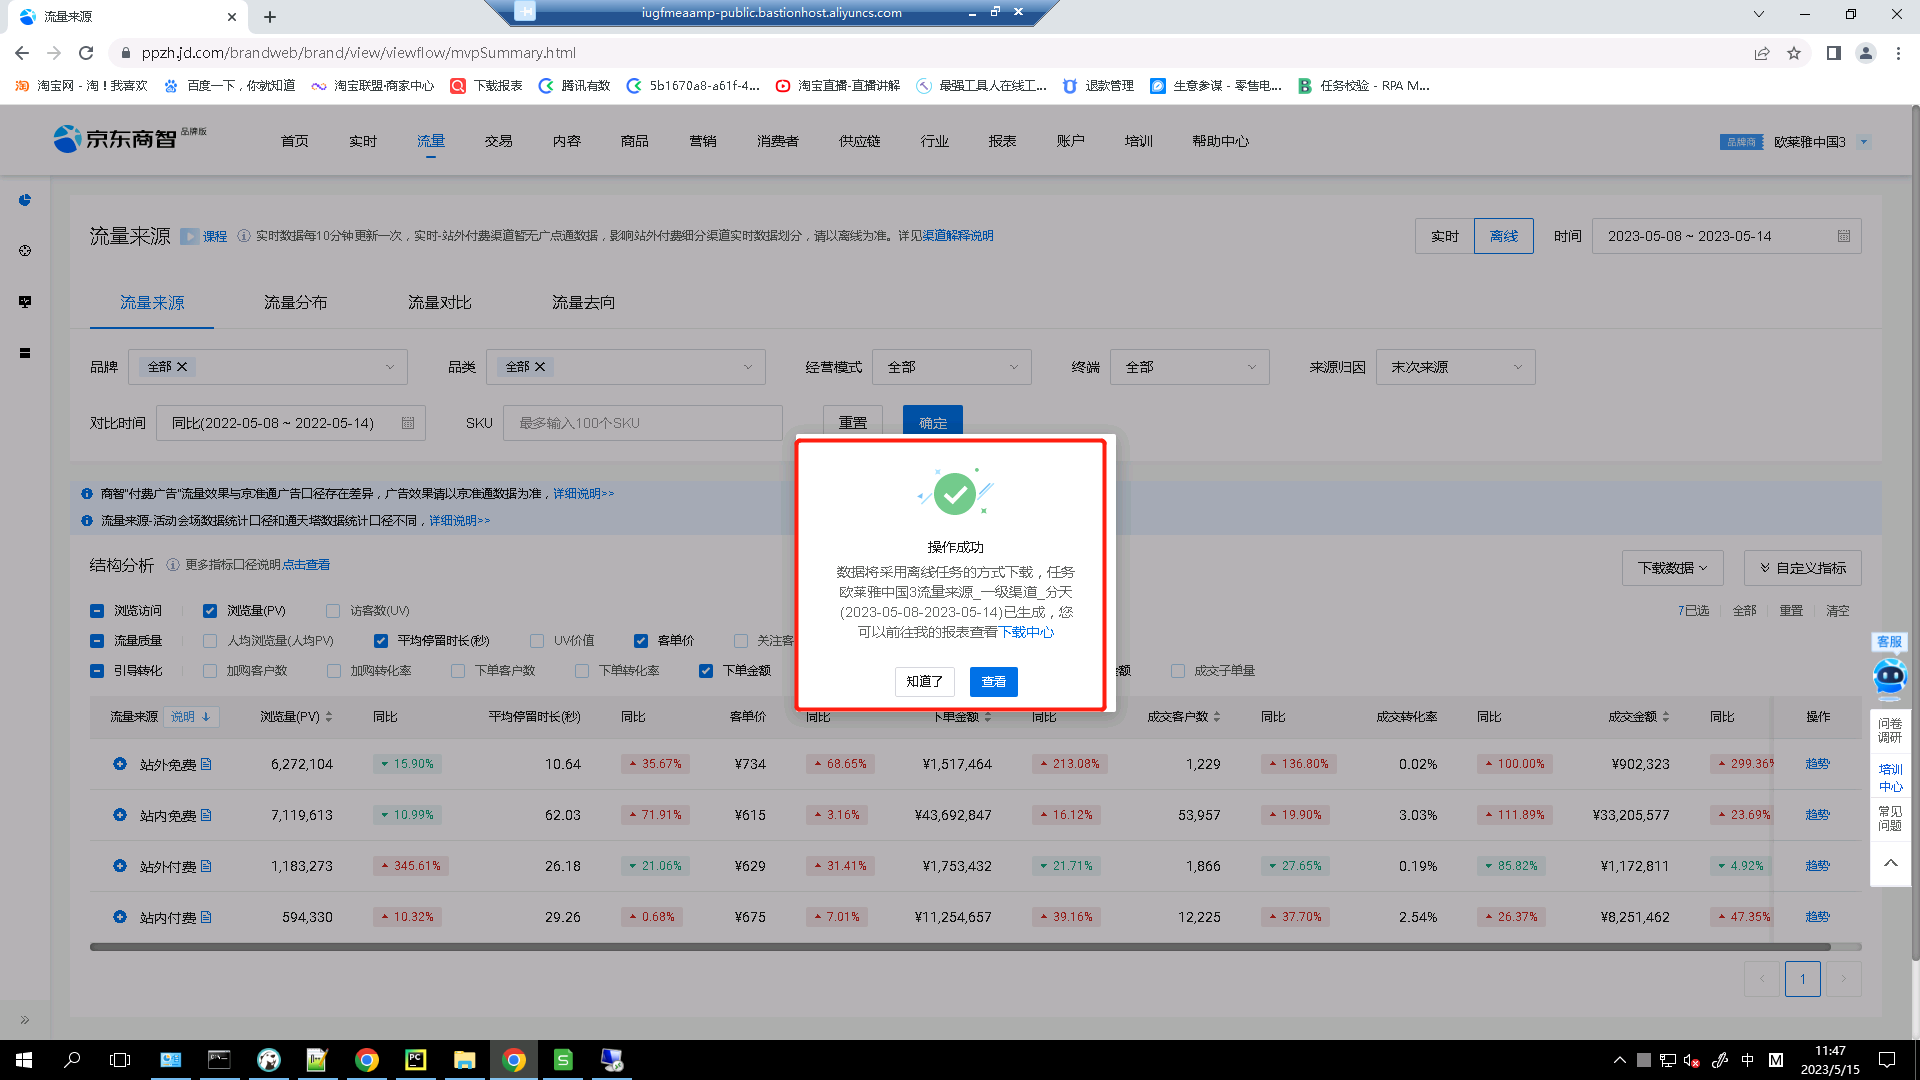 流量来源
iugfmeaamp-public.bastionhost.aliyuncs.com
ppzh.jd.com/brandweb/brand/view/viewflow/mvpSummary.html
淘宝网 - 淘！我喜欢
百度一下，你就知道
淘宝联盟·商家中心
下载报表
腾讯有数
5b1670a8-a61f-4...
淘宝直播-直播讲解
最强工具人在线工...
退款管理
生意参谋 - 零售电...
任务校验 - RPA M...
京东商智 品牌版
首页
实时
流量
交易
内容
商品
营销
消费者
供应链
行业
报表
账户
培训
帮助中心
品牌商 欧莱雅中国3
流量来源 课程 实时数据每10分钟更新一次，实时-站外付费渠道暂无广点通数据，影响站外付费细分渠道实时数据划分，请以离线为准。详见渠道解释说明
实时 离线 时间 2023-05-08 ~ 2023-05-14
流量来源 流量分布 流量对比 流量去向
品牌 全部 品类 全部 经营模式 全部 终端 全部 来源归因 末次来源
对比时间 同比(2022-05-08 ~ 2022-05-14) SKU 最多输入100个SKU 重置 确定
商智"付费广告"流量效果与京准通广告口径存在差异，广告效果请以京准通数据为准，详细说明>>
流量来源-活动会场数据统计口径和通天塔数据统计口径不同，详细说明>>
操作成功
数据将采用离线任务的方式下载，任务
欧莱雅中国3流量来源_一级渠道_分天
(2023-05-08-2023-05-14)已生成，您
可以前往我的报表查看下载中心
知道了 查看
结构分析 更多指标口径说明点击查看
下载数据 自定义指标
浏览访问 浏览量(PV) 访客数(UV)
7已选 全部 重置 清空
流量质量 人均浏览量(人均PV) 平均停留时长(秒) UV价值 客单价 关注客
引导转化 加购客户数 加购转化率 下单客户数 下单转化率 下单金额 额 成交子单量
流量来源 说明 浏览量(PV) 同比 平均停留时长(秒) 同比 客单价 同比 下单金额 同比 成交客户数 同比 成交转化率 同比 成交金额 同比 操作
站外免费 6,272,104 15.90% 10.64 35.67% ¥734 68.65% ¥1,517,464 213.08% 1,229 136.80% 0.02% 100.00% ¥902,323 299.36% 趋势
站内免费 7,119,613 10.99% 62.03 71.91% ¥615 3.16% ¥43,692,847 16.12% 53,957 19.90% 3.03% 111.89% ¥33,205,577 23.69% 趋势
站外付费 1,183,273 345.61% 26.18 21.06% ¥629 31.41% ¥1,753,432 21.71% 1,866 27.65% 0.19% 85.82% ¥1,172,811 4.92% 趋势
站内付费 594,330 10.32% 29.26 0.68% ¥675 7.01% ¥11,254,657 39.16% 12,225 37.70% 2.54% 26.37% ¥8,251,462 47.35% 趋势
1
客服
问卷
调研
培训
中心
常见
问题
中
M
11:47
2023/5/15